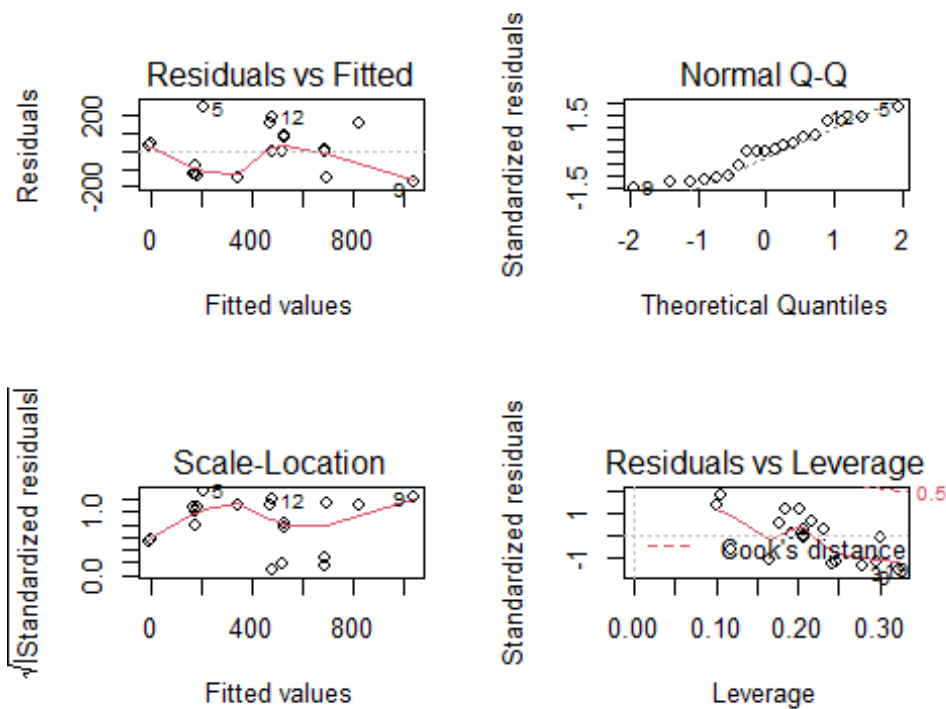 Residuals vs Fitted
Residuals
200
-200
5
12
9
0
400
800
Fitted values
Normal Q-Q
Standardized residuals
1.5
-1.5
12
5
9
-2
-1
0
1
2
Theoretical Quantiles
Scale-Location
√|Standardized residuals|
1.0
0.0
5
12
9
0
400
800
Fitted values
Residuals vs Leverage
Standardized residuals
1
-1
0.5
Cook's distance
9
0.00
0.10
0.20
0.30
Leverage